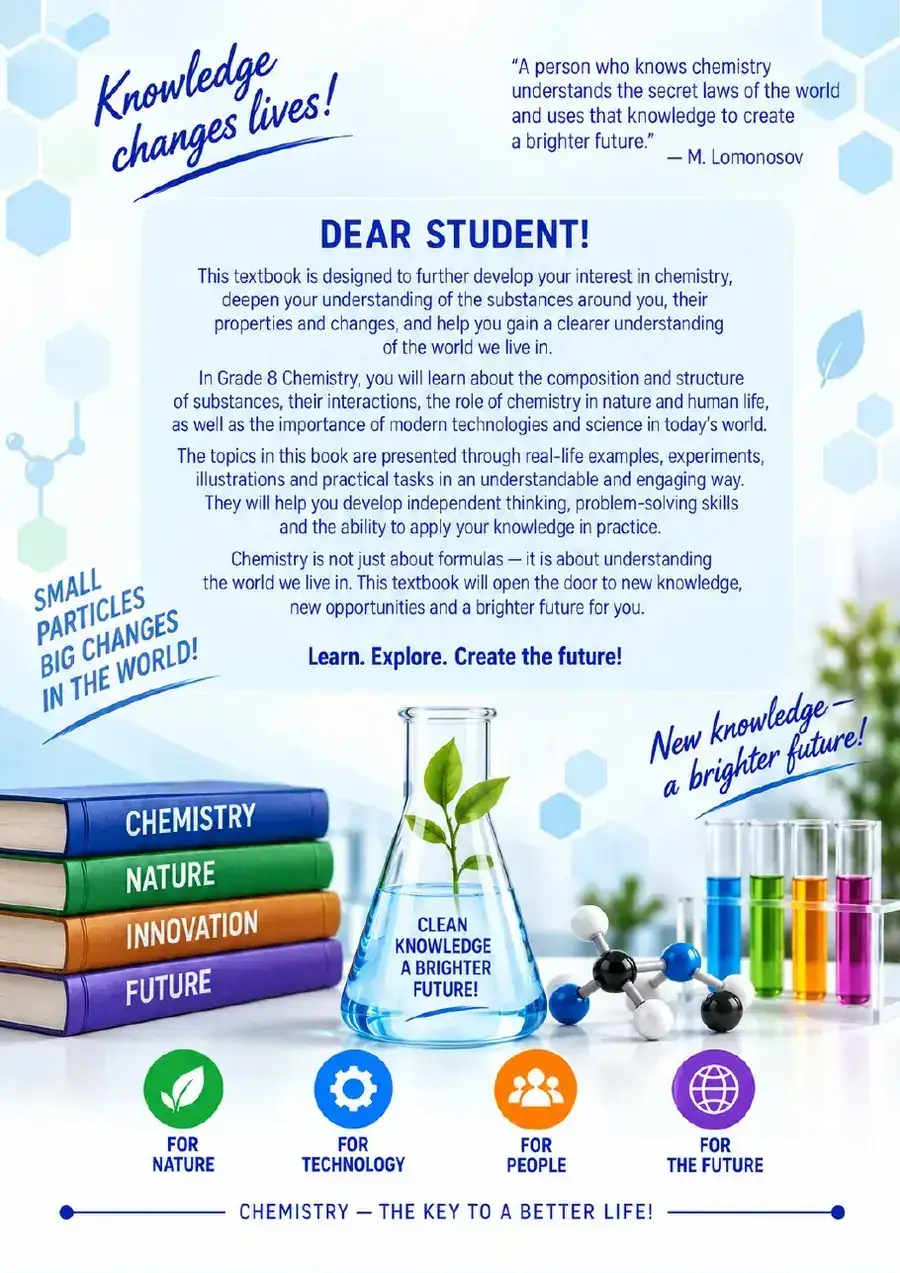 Knowledge
changes lives!
“A person who knows chemistry
understands the secret laws of the world
and uses that knowledge to create
a brighter future.”
— M. Lomonosov
DEAR STUDENT!
This textbook is designed to further develop your interest in chemistry,
deepen your understanding of the substances around you, their
properties and changes, and help you gain a clearer understanding
of the world we live in.
In Grade 8 Chemistry, you will learn about the composition and structure
of substances, their interactions, the role of chemistry in nature and human life,
as well as the importance of modern technologies and science in today’s world.
The topics in this book are presented through real-life examples, experiments,
illustrations and practical tasks in an understandable and engaging way.
They will help you develop independent thinking, problem-solving skills
and the ability to apply your knowledge in practice.
Chemistry is not just about formulas — it is about understanding
the world we live in. This textbook will open the door to new knowledge,
new opportunities and a brighter future for you.
Learn. Explore. Create the future!
SMALL
PARTICLES
BIG CHANGES
IN THE WORLD!
New knowledge —
a brighter future!
CHEMISTRY
NATURE
INNOVATION
FUTURE
CLEAN
KNOWLEDGE
A BRIGHTER
FUTURE!
FOR
NATURE
FOR
TECHNOLOGY
FOR
PEOPLE
FOR
THE FUTURE
CHEMISTRY — THE KEY TO A BETTER LIFE!